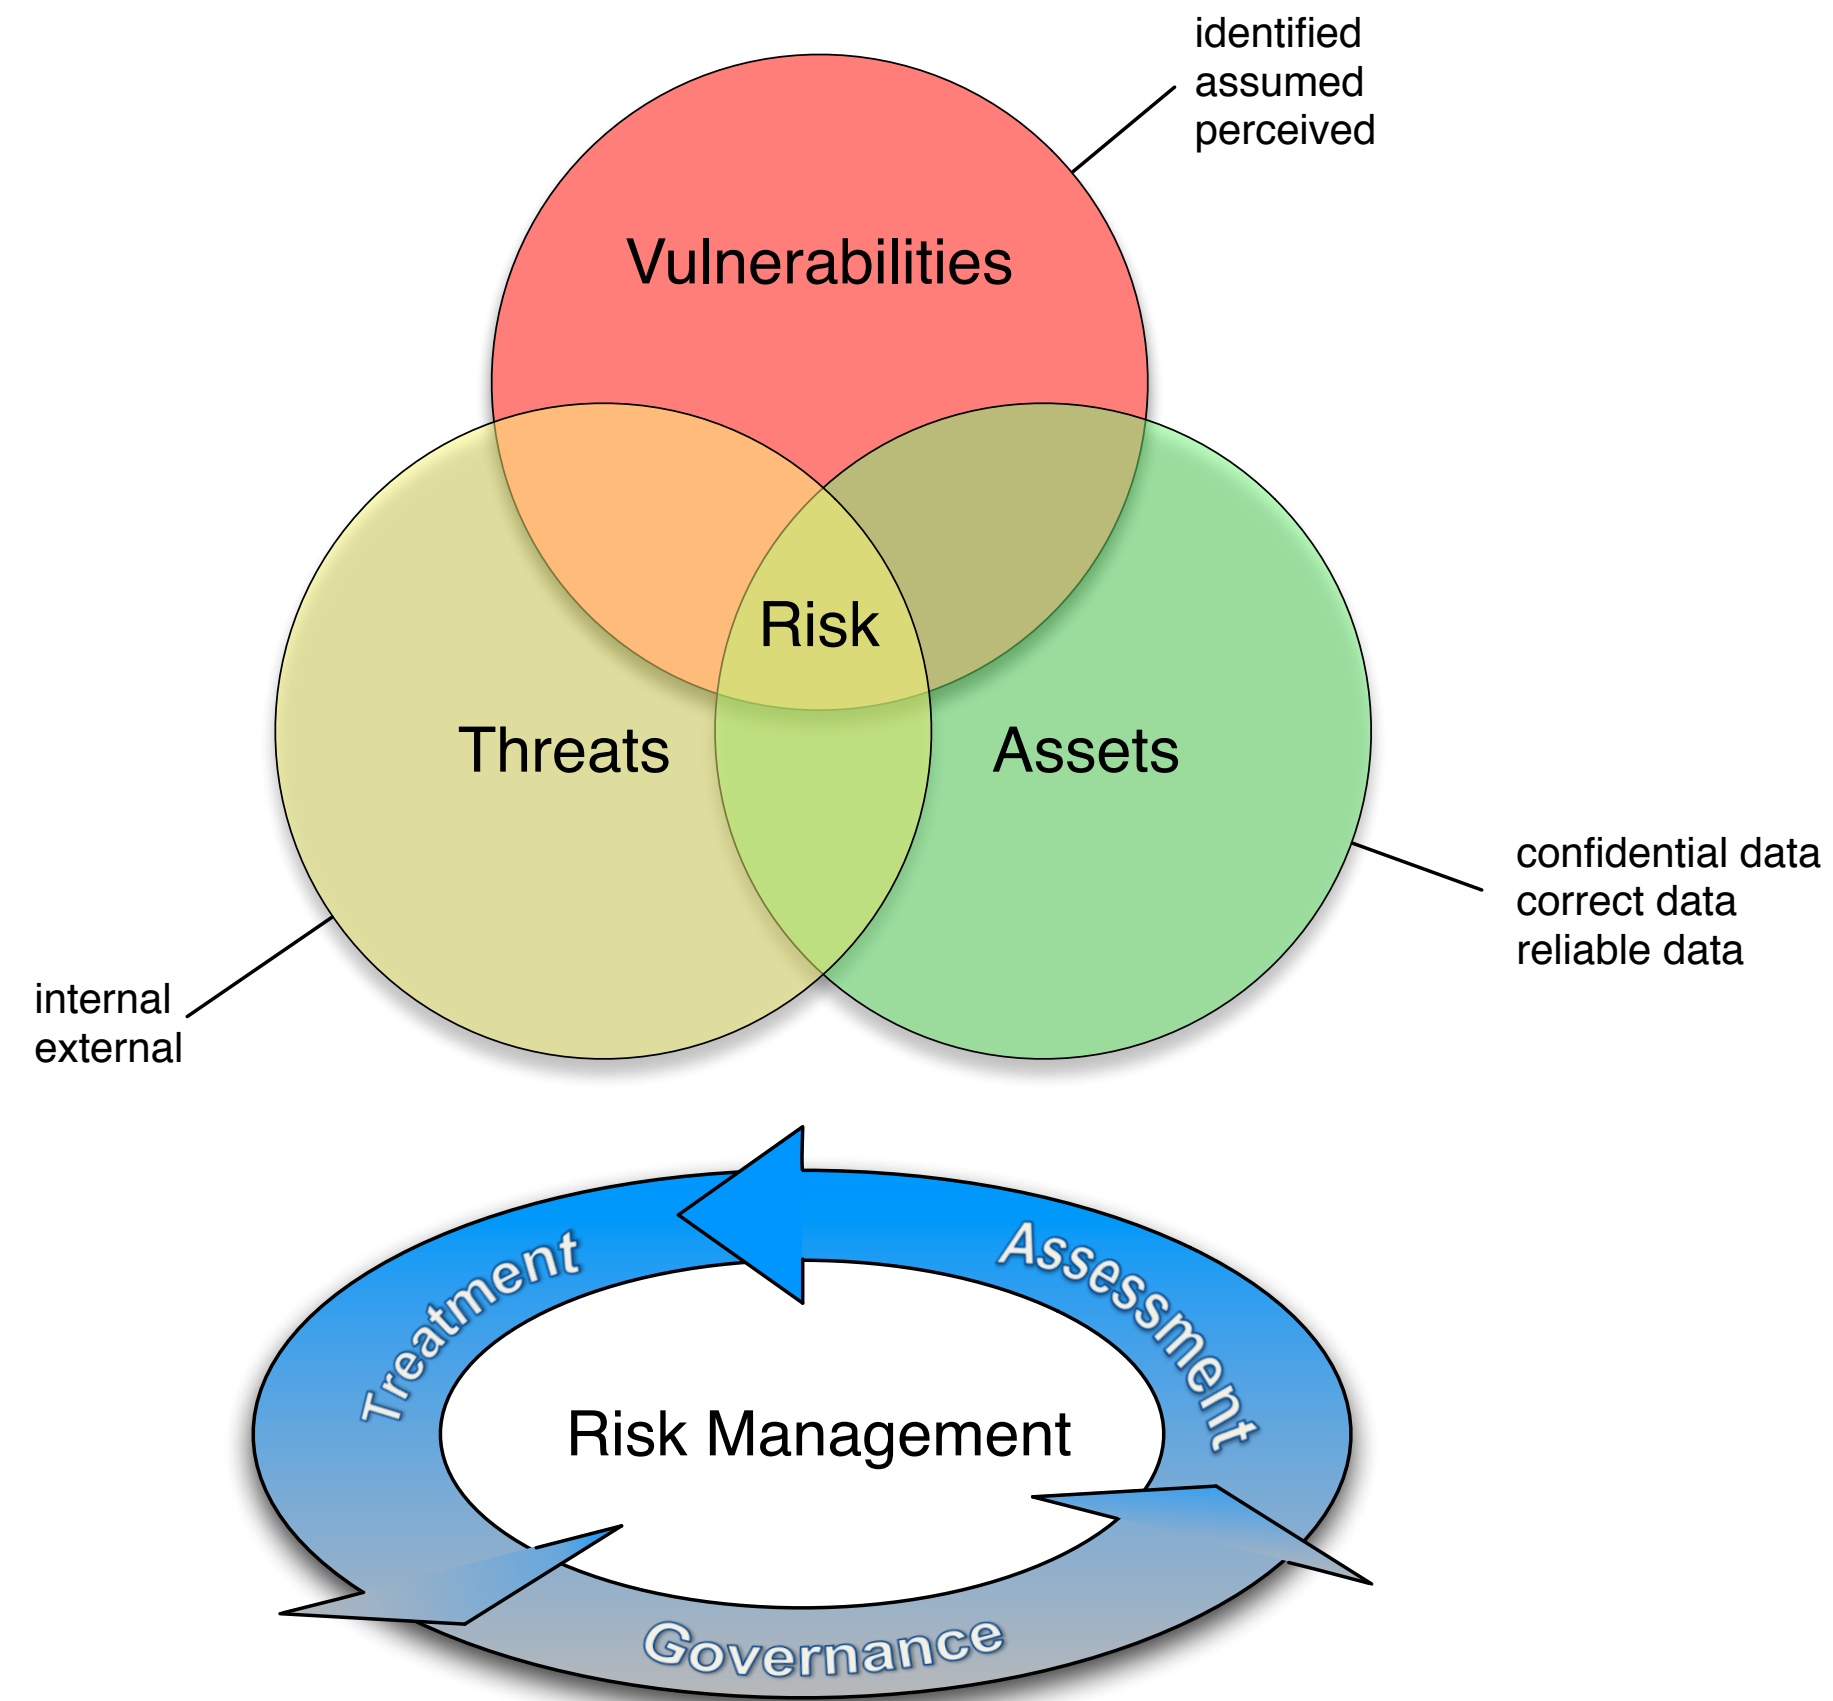 identified
assumed
perceived
Vulnerabilities
Risk
Threats
Assets
confidential data
correct data
reliable data
internal
external
Treatment
Assessment
Risk Management
Governance